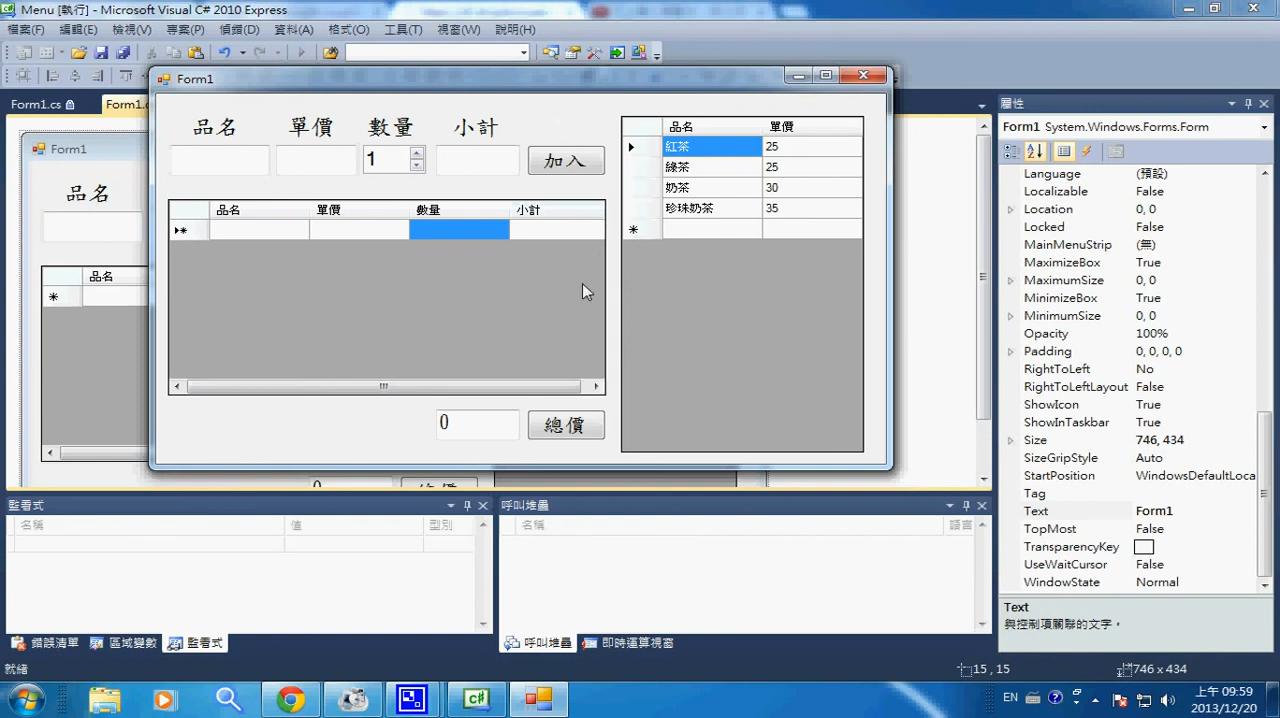 Menu [執行] - Microsoft Visual C# 2010 Express
檔案(F) 編輯(E) 檢視(V) 專案(P) 偵錯(D) 資料(A) 格式(O) 工具(T) 視窗(W) 說明(H)
Form1.cs
Form1.c
Form1
品名
品名
Form1
品名 單價 數量 小計
1
加入
品名 單價 數量 小計
0
總價
品名 單價
紅茶 25
綠茶 25
奶茶 30
珍珠奶茶 35
屬性
Form1 System.Windows.Forms.Form
Language (預設)
Localizable False
Location 0, 0
Locked False
MainMenuStrip (無)
MaximizeBox True
MaximumSize 0, 0
MinimizeBox True
MinimumSize 0, 0
Opacity 100%
Padding 0, 0, 0, 0
RightToLeft No
RightToLeftLayout False
ShowIcon True
ShowInTaskbar True
Size 746, 434
SizeGripStyle Auto
StartPosition WindowsDefaultLoca
Tag
Text Form1
TopMost False
TransparencyKey
UseWaitCursor False
WindowState Normal
Text
與控制項關聯的文字。
監看式
名稱 值 型別
呼叫堆疊
名稱 語言
錯誤清單 區域變數 監看式
呼叫堆疊 即時運算視窗
就緒
15 , 15
746 x 434
EN
上午 09:59
2013/12/20